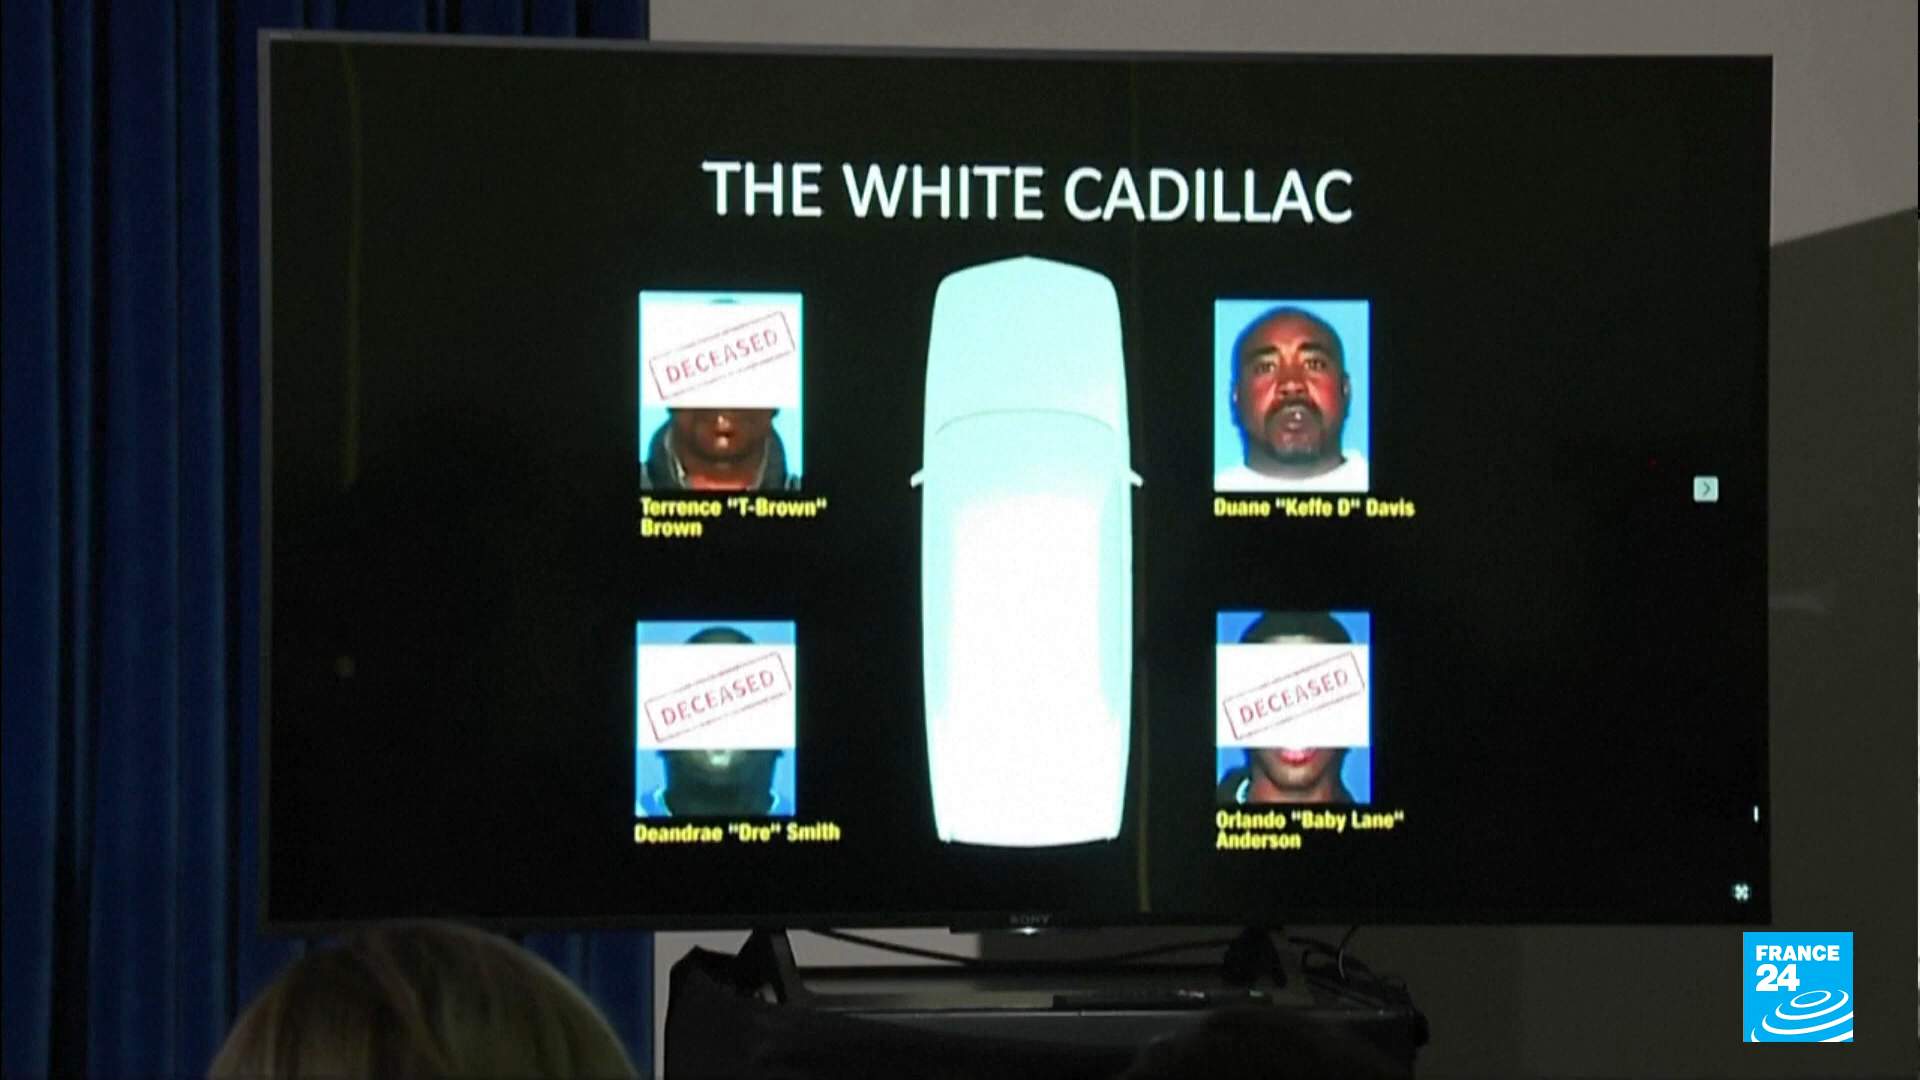 THE WHITE CADILLAC
DECEASED
Terrence "T-Brown"
Brown
Duane "Keffe D" Davis
DECEASED
Deandrae "Dre" Smith
DECEASED
Orlando "Baby Lane"
Anderson
SONY
FRANCE
24